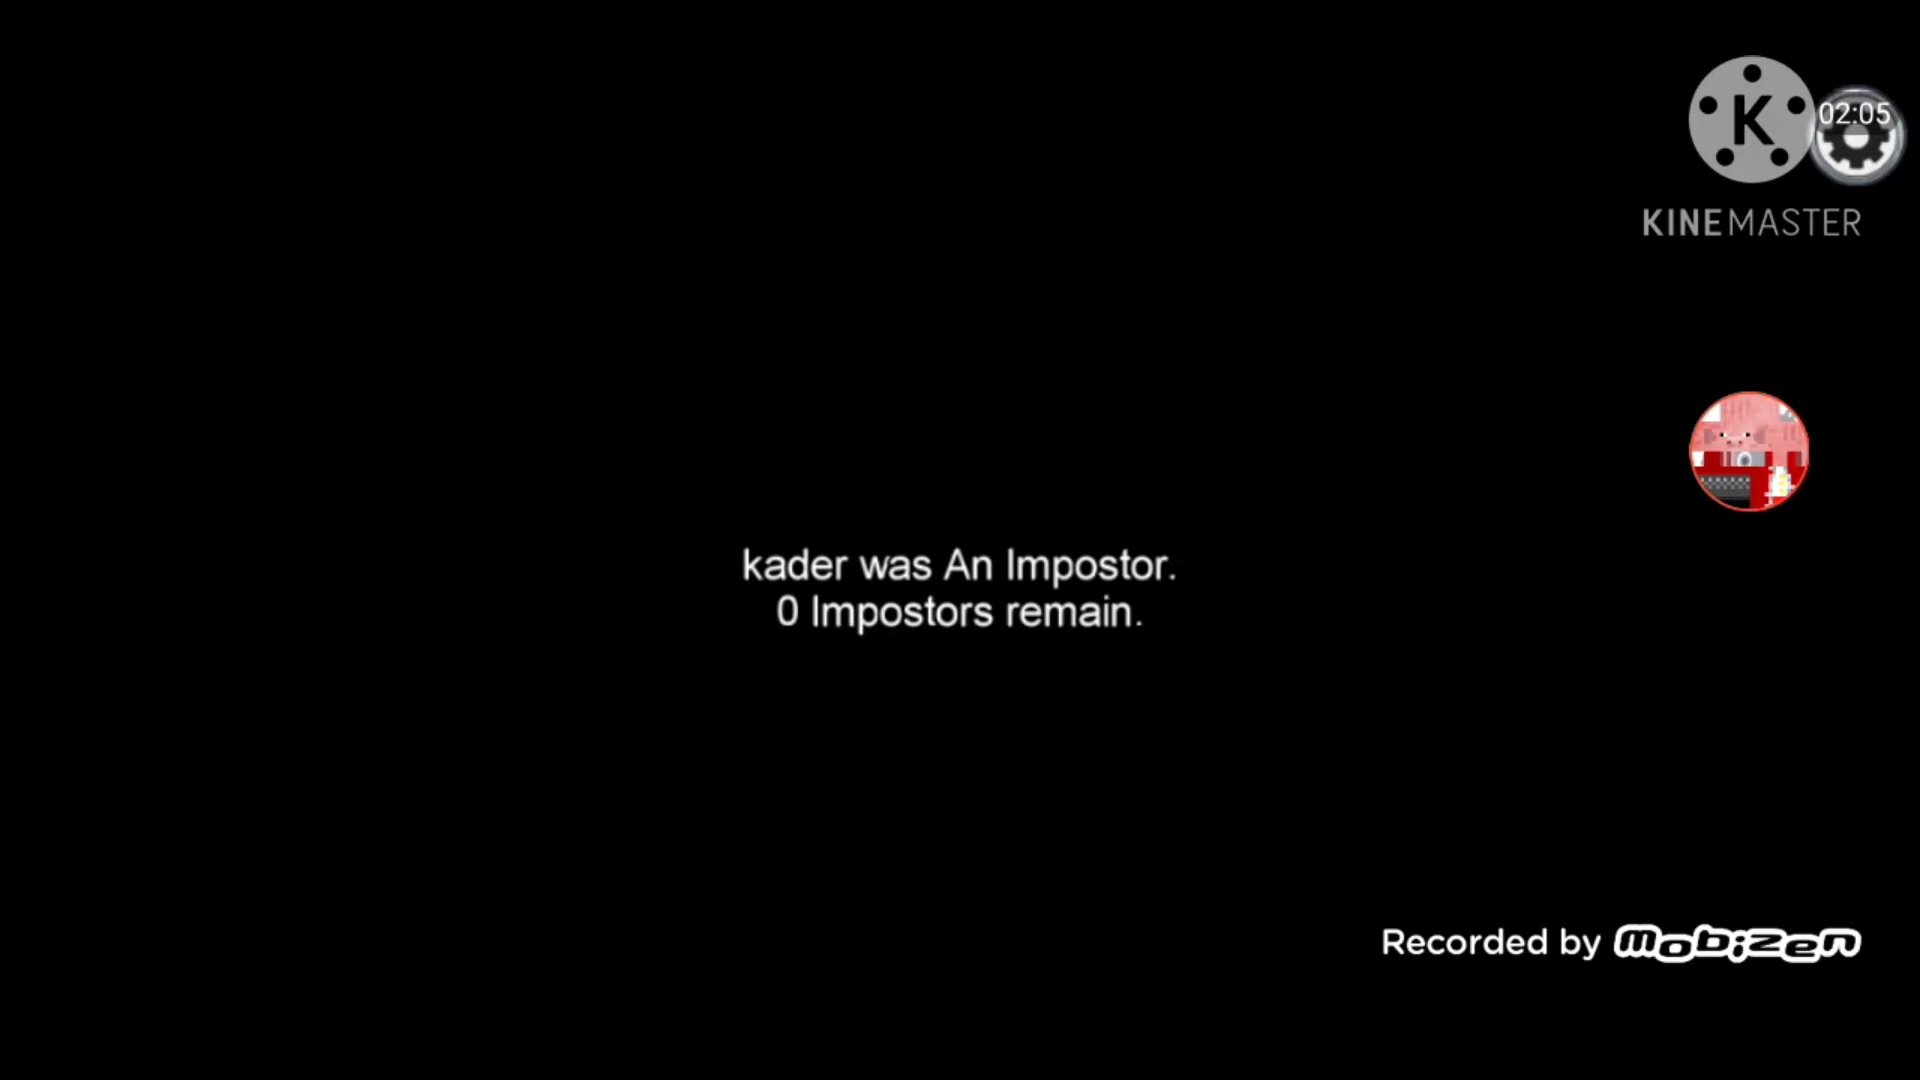 K
02:05
KINEMASTER
kader was An Impostor.
0 Impostors remain.
Recorded by mobizen